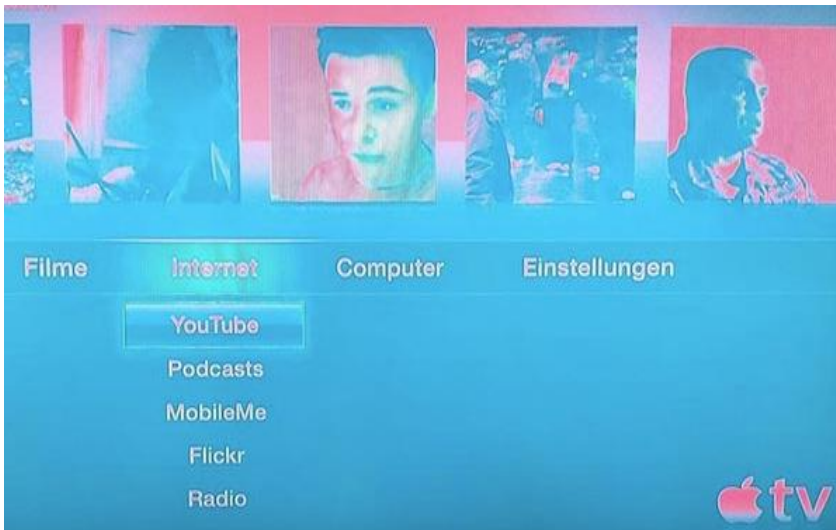 Filme Internet Computer Einstellungen
YouTube
Podcasts
MobileMe
Flickr
Radio
tv